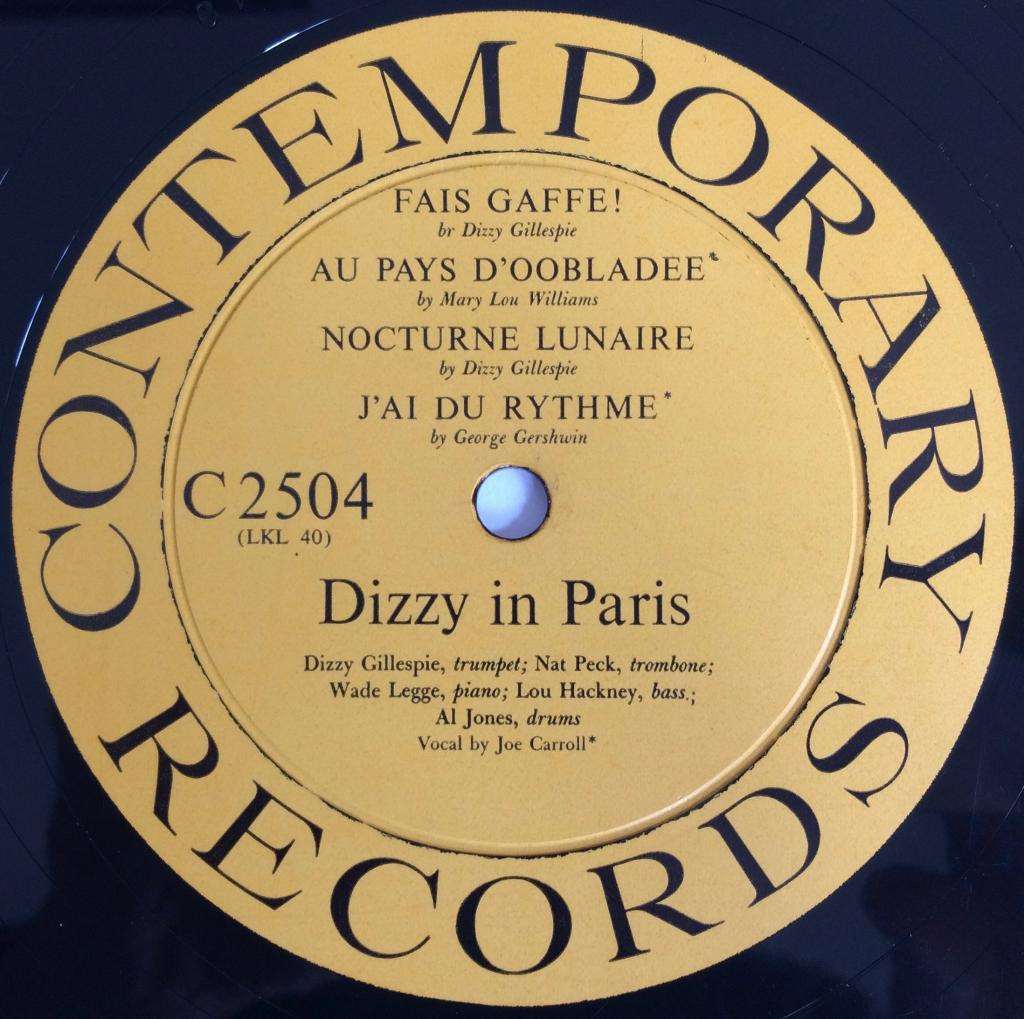 CONTEMPORARY
FAIS GAFFE!
br Dizzy Gillespie
AU PAYS D'OOBLADEE*
by Mary Lou Williams
NOCTURNE LUNAIRE
by Dizzy Gillespie
J'AI DU RYTHME*
by George Gershwin
C 2504
(LKL 40)
Dizzy in Paris
Dizzy Gillespie, trumpet; Nat Peck, trombone;
Wade Legge, piano; Lou Hackney, bass.;
Al Jones, drums
Vocal by Joe Carroll*
RECORDS